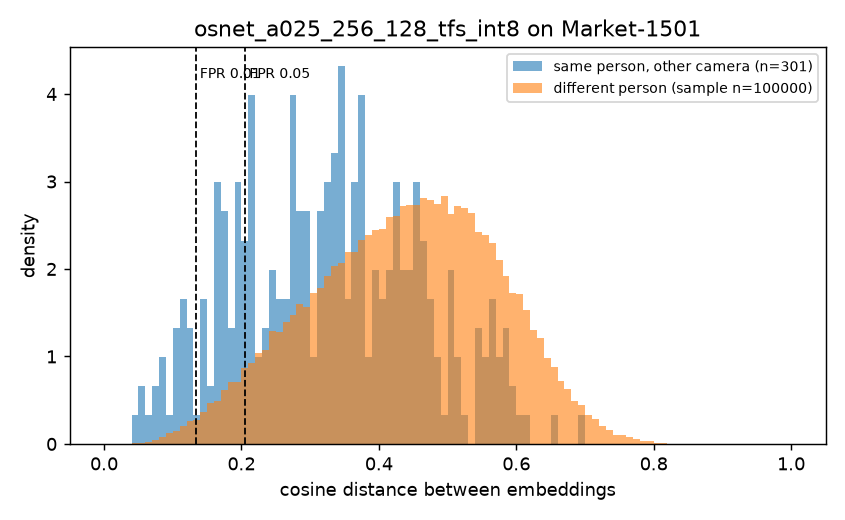 osnet_a025_256_128_tfs_int8 on Market-1501
same person, other camera (n=301)
different person (sample n=100000)
FPR 0.01
FPR 0.05
density
4
3
2
1
0
0.0 0.2 0.4 0.6 0.8 1.0
cosine distance between embeddings